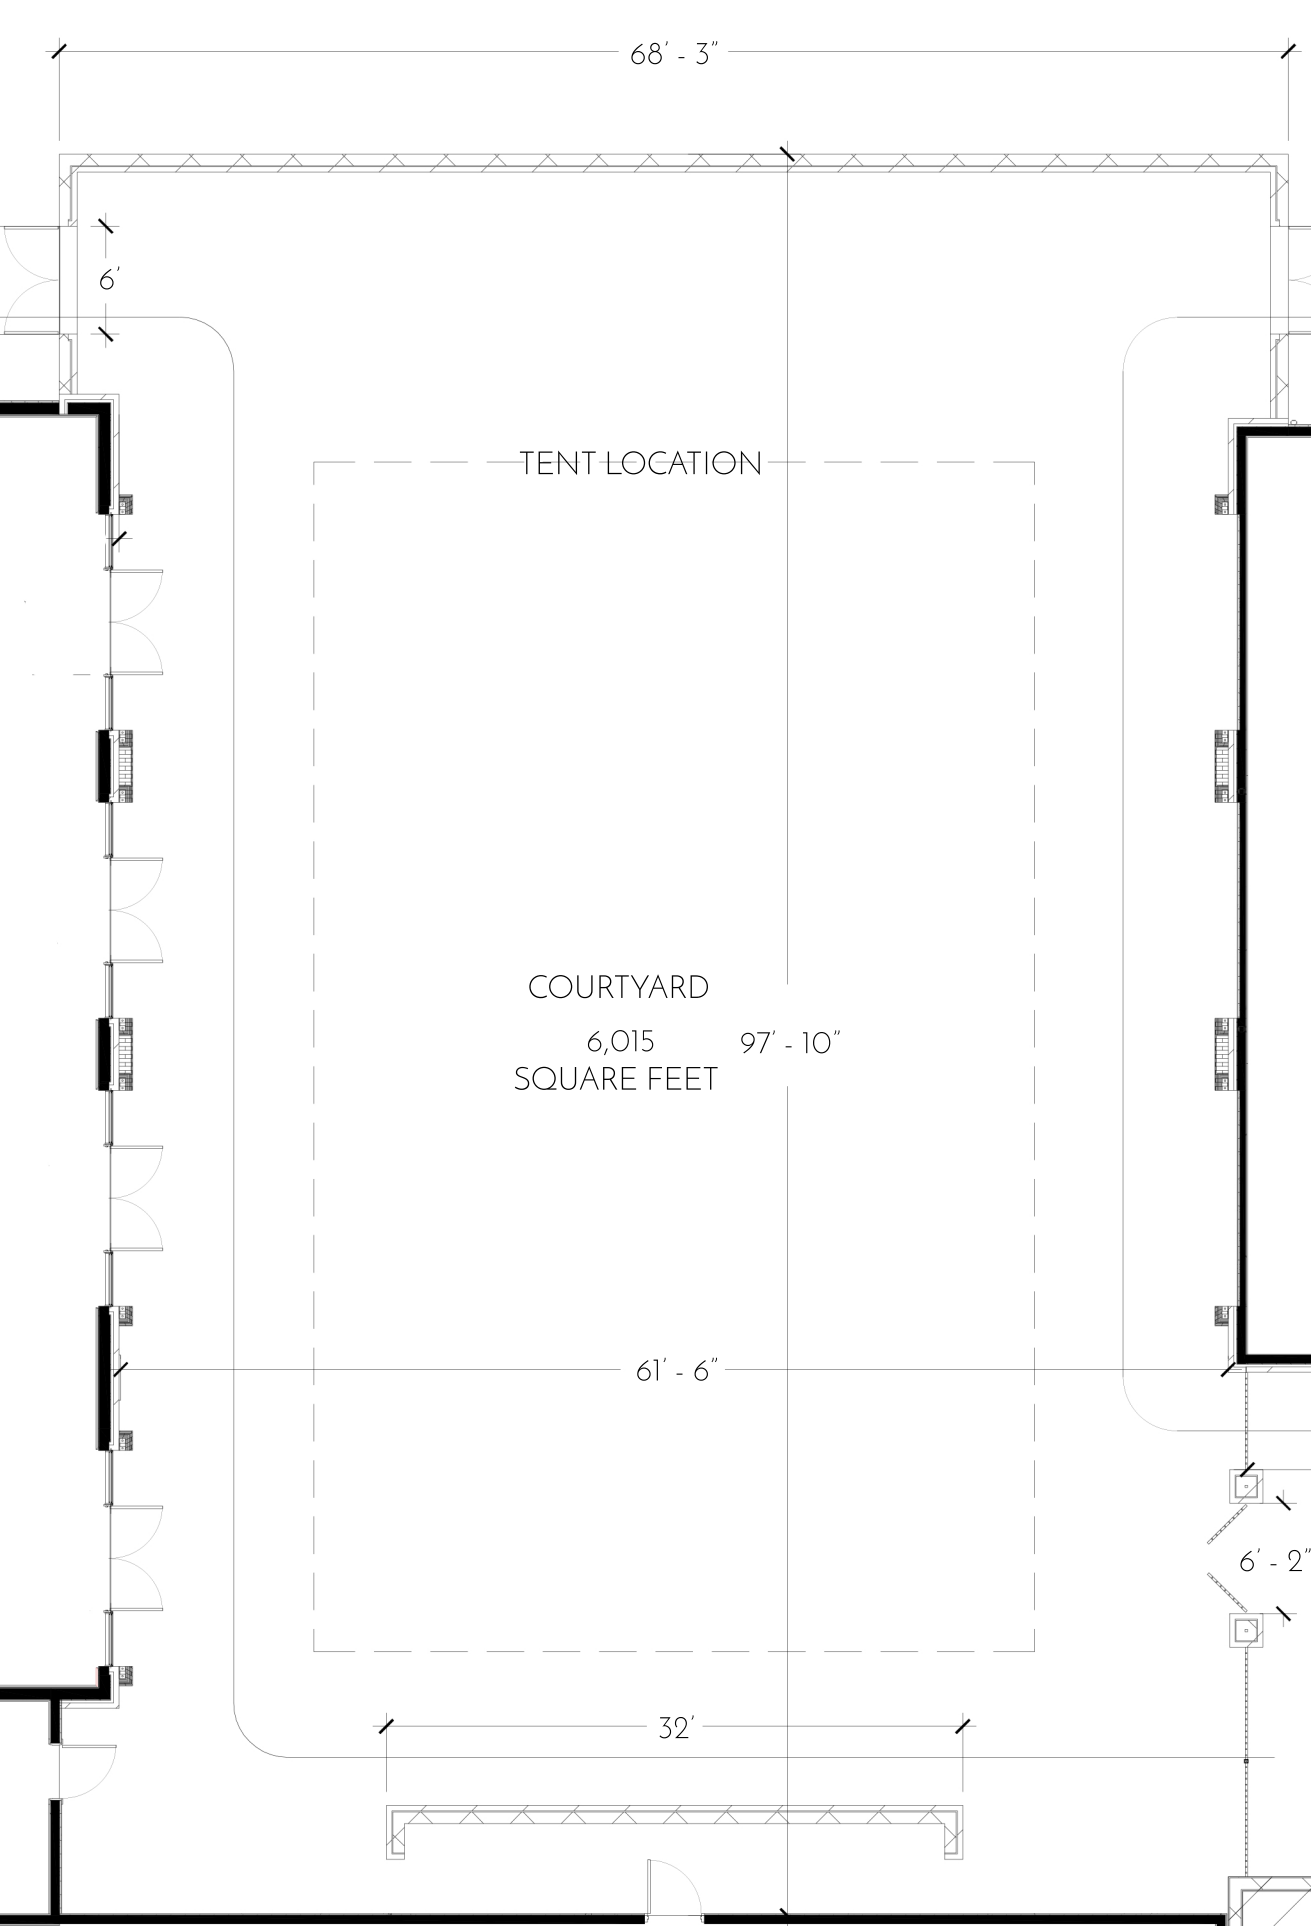 68' - 3"
6'
TENT LOCATION
COURTYARD
6,015
SQUARE FEET
97' - 10"
61' - 6"
6' - 2"
32'